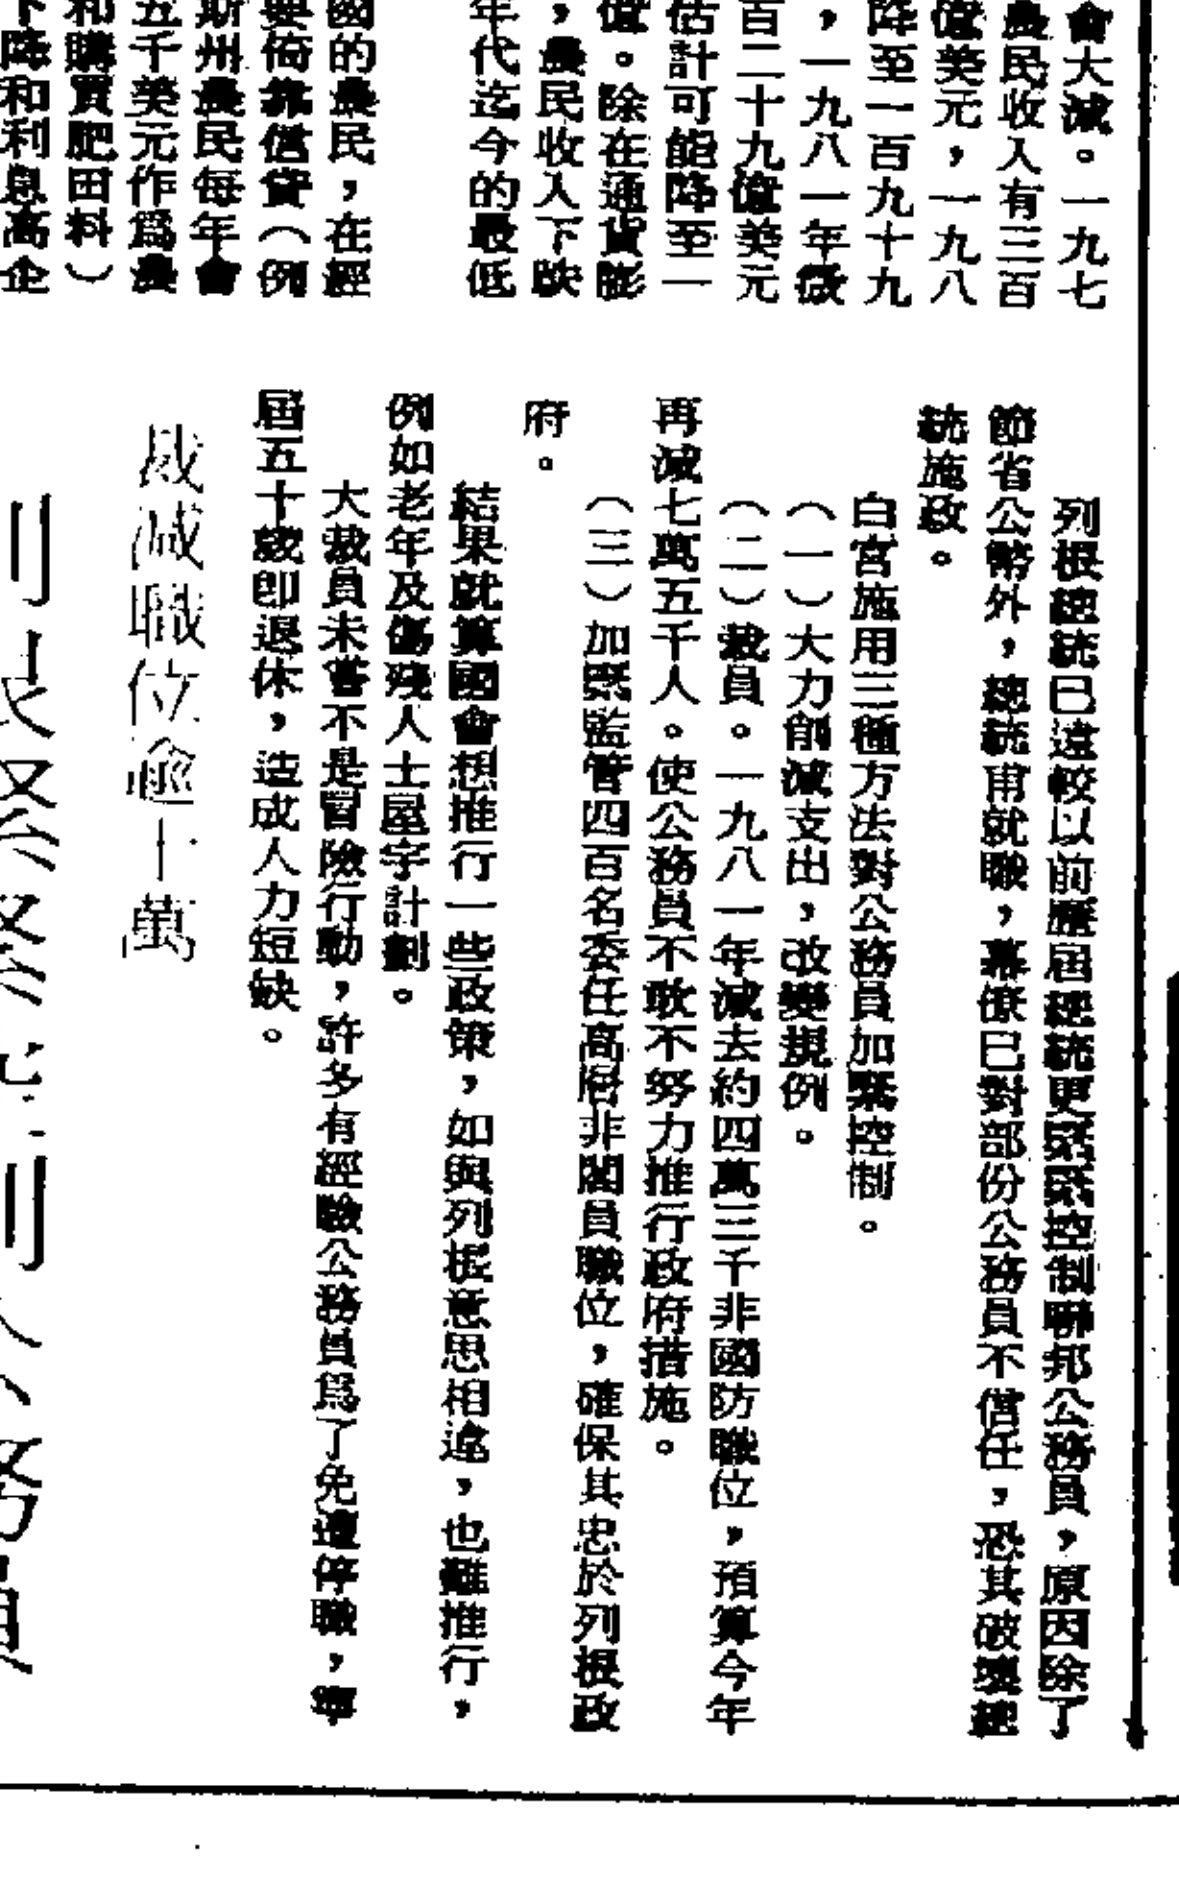 會大減。一九七
農民收入有三百
億美元，一九八
降至一百九十九
，一九八一年微
百二十九億美元
估計可能降至一
億。除在通貨膨
，農民收入下跌
年代迄今的最低
國的農民，在經
要倚靠信貸（例
斯州農民每年會
五千美元作爲農
和購買肥田料）
下降和利息高企
列根總統已遠較以前歷屆總統更緊緊控制聯邦公務員，原因除了
節省公幣外，總統甫就職，幕僚已對部份公務員不信任，恐其破壞總
統施政。
白宮施用三種方法對公務員加緊控制。
（一）大力削減支出，改變規例。
（二）裁員。一九八一年減去約四萬三千非國防職位，預算今年
再減七萬五千人。使公務員不敢不努力推行政府措施。
（三）加緊監管四百名委任高階非閣員職位，確保其忠於列根政
府。
結果就算國會想推行一些政策，如與列根意思相違，也難推行，
例如老年及傷殘人士屋宇計劃。
大裁員未嘗不是冒險行動，許多有經驗公務員爲了免遭停職，寧
屆五十歲即退休，造成人力短缺。
裁減職位逾十萬